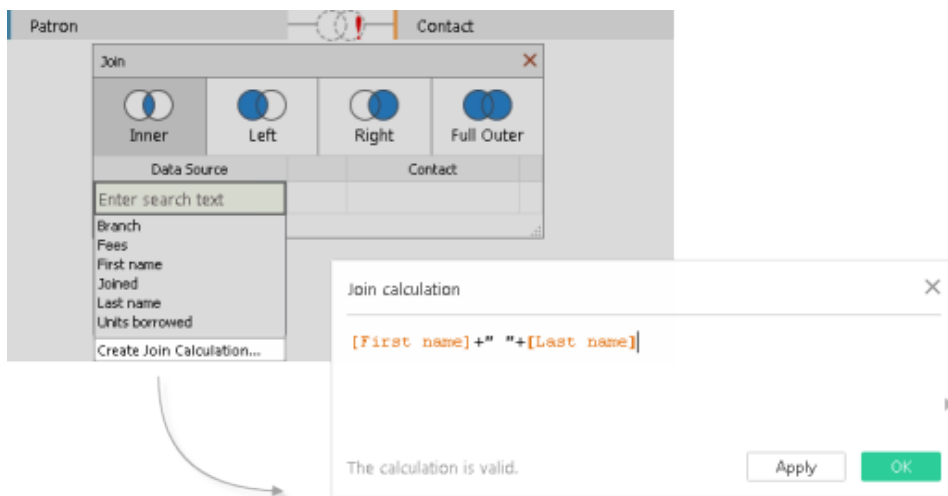 Patron Contact
Join
Inner Left Right Full Outer
Data Source Contact
Enter search text
Branch
Fees
First name
Joined
Last name
Units borrowed
Create Join Calculation...
Join calculation
[First name]+" "+[Last name]
The calculation is valid. Apply OK